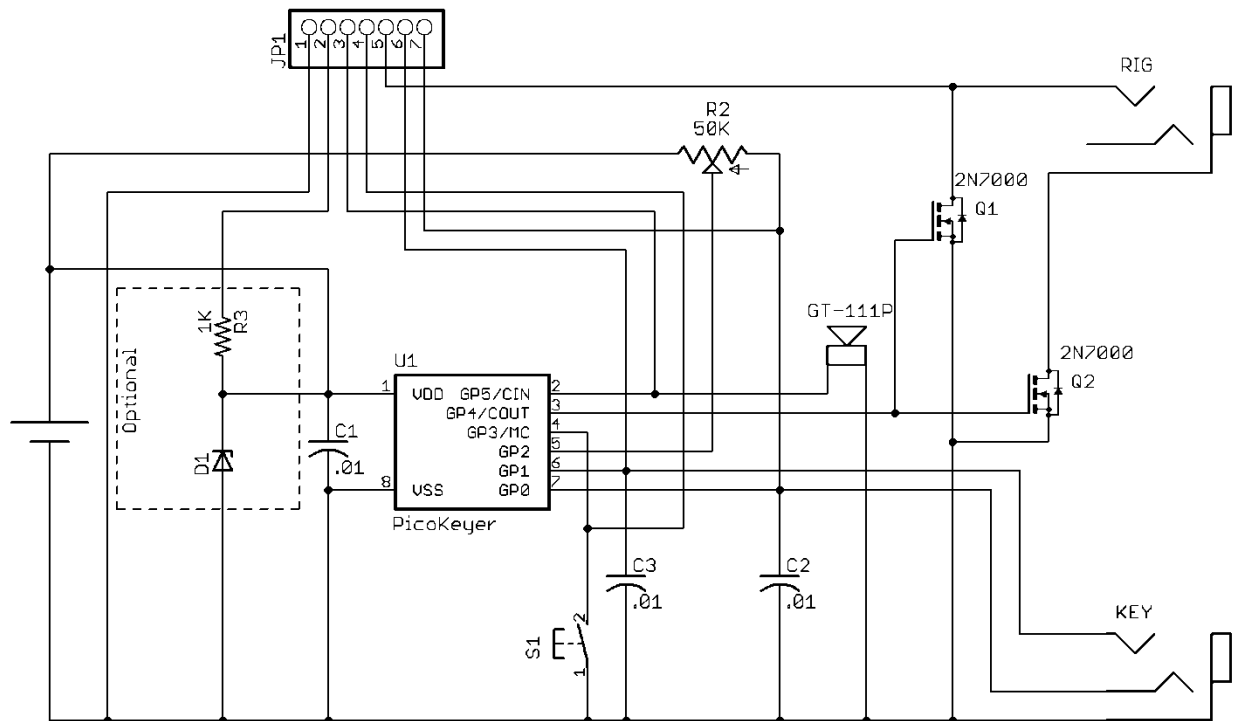 JP1
1 2 3 4 5 6 7
RIG
R2
50K
2N7000
Q1
GT-111P
1K
R3
Optional
U1
2N7000
Q2
1 VDD GP5/CIN 2
GP4/COUT 3
GP3/MC 4
GP2 5
GP1 6
8 VSS GP0 7
PicoKeyer
C1
.01
D1
C3
.01
C2
.01
KEY
S1
2
1